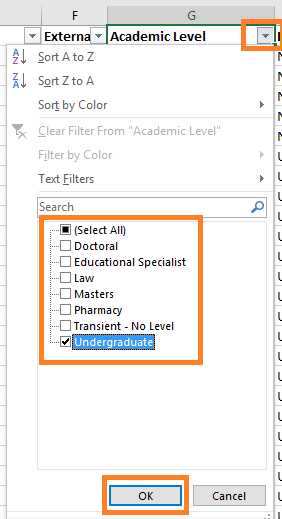 F G
Externa Academic Level
Sort A to Z
Sort Z to A
Sort by Color
Clear Filter From "Academic Level"
Filter by Color
Text Filters
Search
(Select All)
Doctoral
Educational Specialist
Law
Masters
Pharmacy
Transient - No Level
Undergraduate
OK Cancel